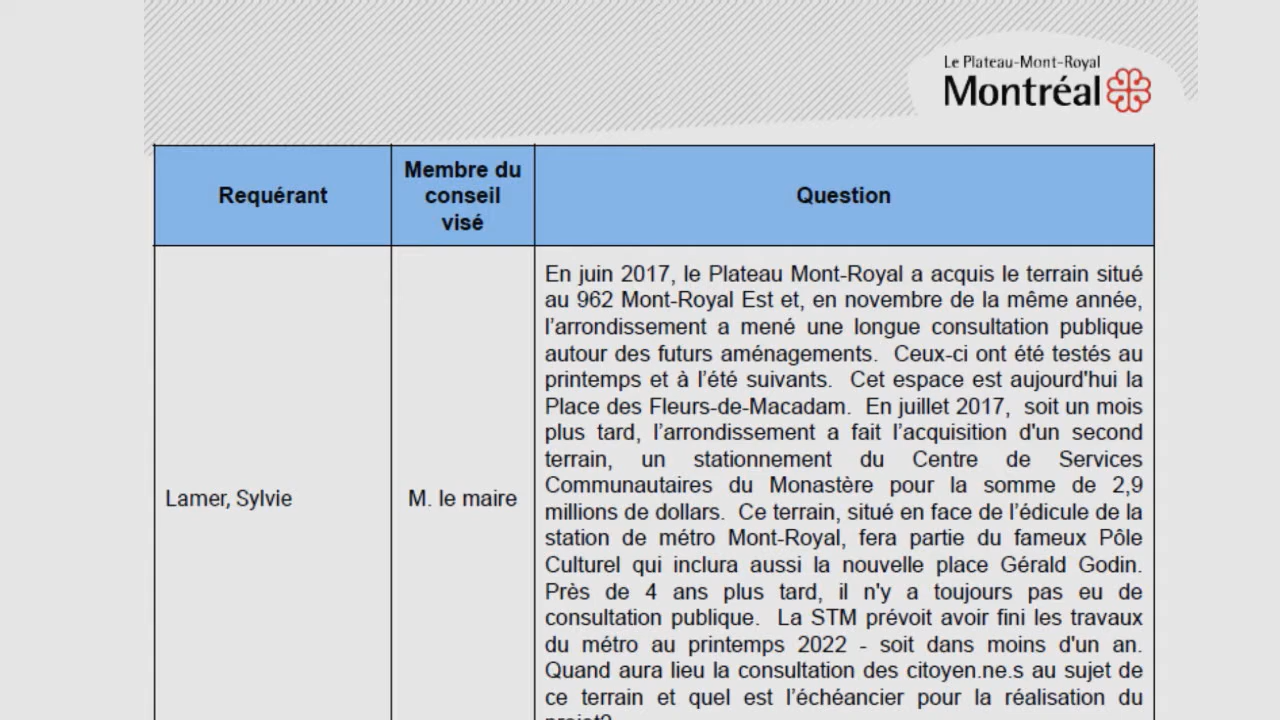 Le Plateau-Mont-Royal
Montréal
Requérant
Membre du
conseil
visé
Question
Lamer, Sylvie
M. le maire
En juin 2017, le Plateau Mont-Royal a acquis le terrain situé
au 962 Mont-Royal Est et, en novembre de la même année,
l’arrondissement a mené une longue consultation publique
autour des futurs aménagements. Ceux-ci ont été testés au
printemps et à l’été suivants. Cet espace est aujourd'hui la
Place des Fleurs-de-Macadam. En juillet 2017, soit un mois
plus tard, l’arrondissement a fait l’acquisition d'un second
terrain, un stationnement du Centre de Services
Communautaires du Monastère pour la somme de 2,9
millions de dollars. Ce terrain, situé en face de l’édicule de la
station de métro Mont-Royal, fera partie du fameux Pôle
Culturel qui inclura aussi la nouvelle place Gérald Godin.
Près de 4 ans plus tard, il n'y a toujours pas eu de
consultation publique. La STM prévoit avoir fini les travaux
du métro au printemps 2022 - soit dans moins d'un an.
Quand aura lieu la consultation des citoyen.ne.s au sujet de
ce terrain et quel est l’échéancier pour la réalisation du
projet?